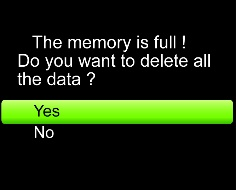 The memory is full !
Do you want to delete all
the data ?
Yes
No